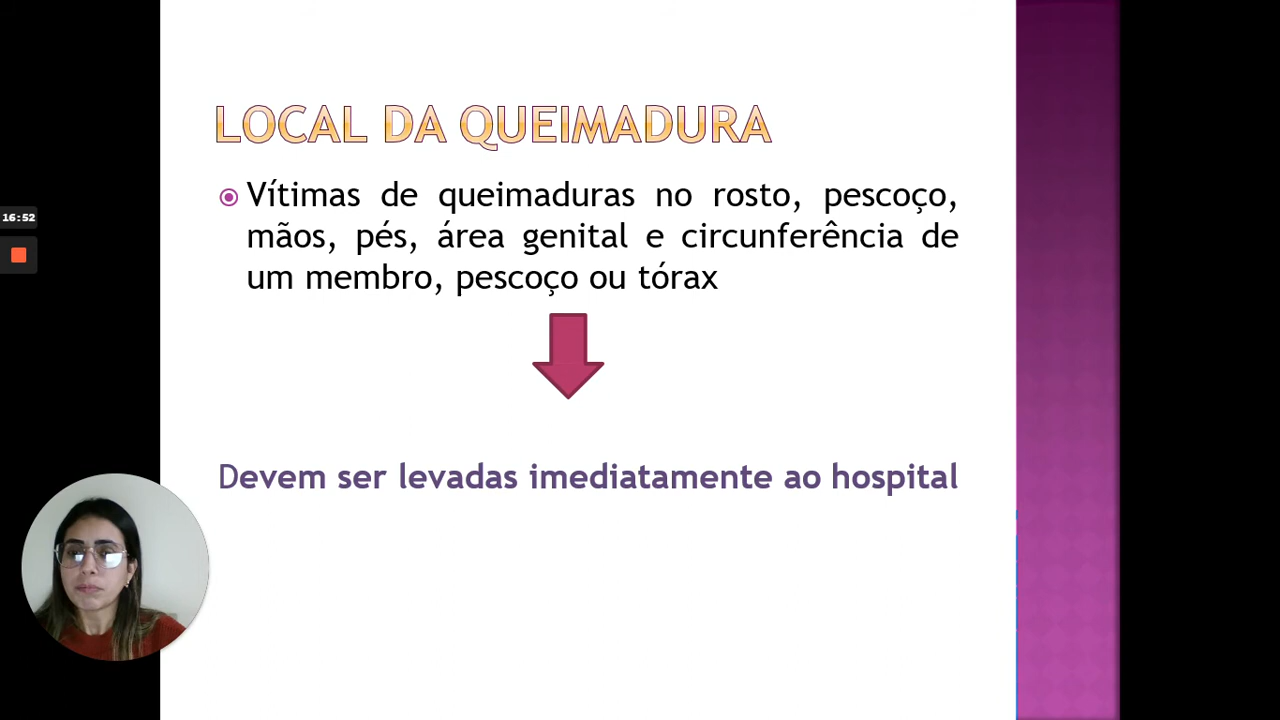 LOCAL DA QUEIMADURA
Vítimas de queimaduras no rosto, pescoço,
mãos, pés, área genital e circunferência de
um membro, pescoço ou tórax
16:52
Devem ser levadas imediatamente ao hospital